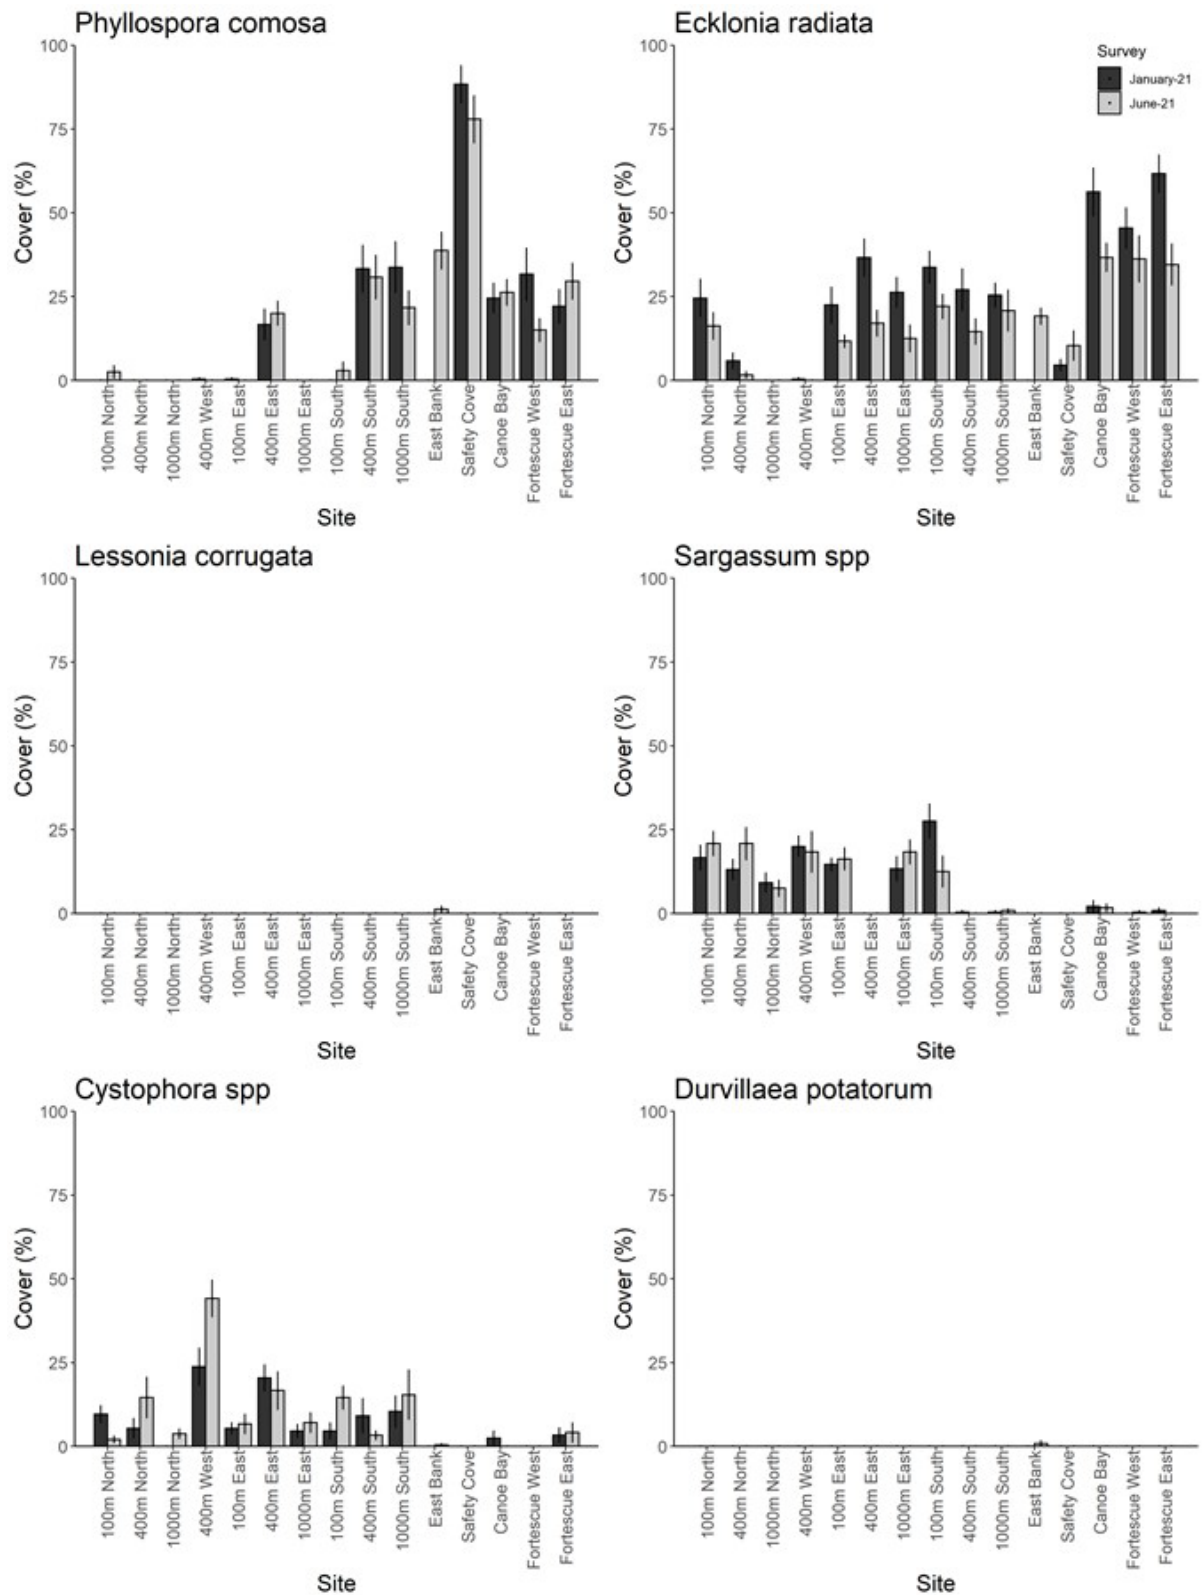 Phyllospora comosa
100
75
50
25
0
Cover (%)
100m North
400m North
1000m North
400m West
100m East
400m East
1000m East
100m South
400m South
1000m South
East Bank
Safety Cove
Canoe Bay
Fortescue West
Fortescue East
Site
Ecklonia radiata
Survey
January-21
June-21
100
75
50
25
0
Cover (%)
100m North
400m North
1000m North
400m West
100m East
400m East
1000m East
100m South
400m South
1000m South
East Bank
Safety Cove
Canoe Bay
Fortescue West
Fortescue East
Site
Lessonia corrugata
100
75
50
25
0
Cover (%)
100m North
400m North
1000m North
400m West
100m East
400m East
1000m East
100m South
400m South
1000m South
East Bank
Safety Cove
Canoe Bay
Fortescue West
Fortescue East
Site
Sargassum spp
100
75
50
25
0
Cover (%)
100m North
400m North
1000m North
400m West
100m East
400m East
1000m East
100m South
400m South
1000m South
East Bank
Safety Cove
Canoe Bay
Fortescue West
Fortescue East
Site
Cystophora spp
100
75
50
25
0
Cover (%)
100m North
400m North
1000m North
400m West
100m East
400m East
1000m East
100m South
400m South
1000m South
East Bank
Safety Cove
Canoe Bay
Fortescue West
Fortescue East
Site
Durvillaea potatorum
100
75
50
25
0
Cover (%)
100m North
400m North
1000m North
400m West
100m East
400m East
1000m East
100m South
400m South
1000m South
East Bank
Safety Cove
Canoe Bay
Fortescue West
Fortescue East
Site